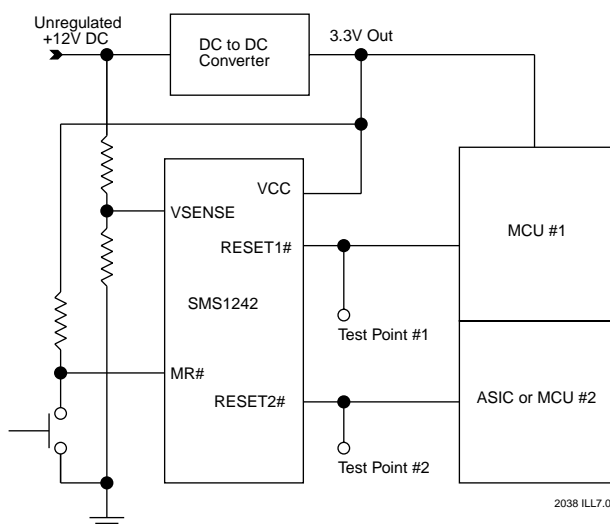 Unregulated
+12V DC
DC to DC
Converter
3.3V Out
VCC
VSENSE
RESET1#
MCU #1
SMS1242
Test Point #1
MR#
RESET2#
ASIC or MCU #2
Test Point #2
2038 ILL7.0